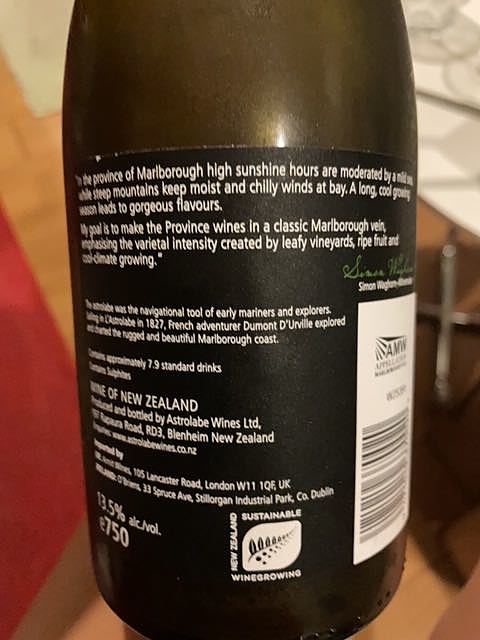 the province of Marlborough high sunshine hours are moderated by a mild
while steep mountains keep moist and chilly winds at bay. A long, cool growing
season leads to gorgeous flavours.
My goal is to make the Province wines in a classic Marlborough vein,
emphasising the varietal intensity created by leafy vineyards, ripe fruit and
cool-climate growing."
Simon
Simon Waghorn-Winemaker
The astrolabe was the navigational tool of early mariners and explorers.
Sailing in L'Astrolabe in 1827, French adventurer Dumont D'Urville explored
and charted the rugged and beautiful Marlborough coast.
Contains approximately 7.9 standard drinks
Contains Sulphites
WINE OF NEW ZEALAND
Produced and bottled by Astrolabe Wines Ltd,
Rapaura Road, RD3, Blenheim New Zealand
www.astrolabewines.co.nz
by
Wines, 105 Lancaster Road, London W11 1QF, UK
IRELAND: O'Briens, 33 Spruce Ave, Stillorgan Industrial Park, Co. Dublin
13.5% alc./vol.
e750
NEW ZEALAND
SUSTAINABLE
WINEGROWING
AMW
APPELLATION